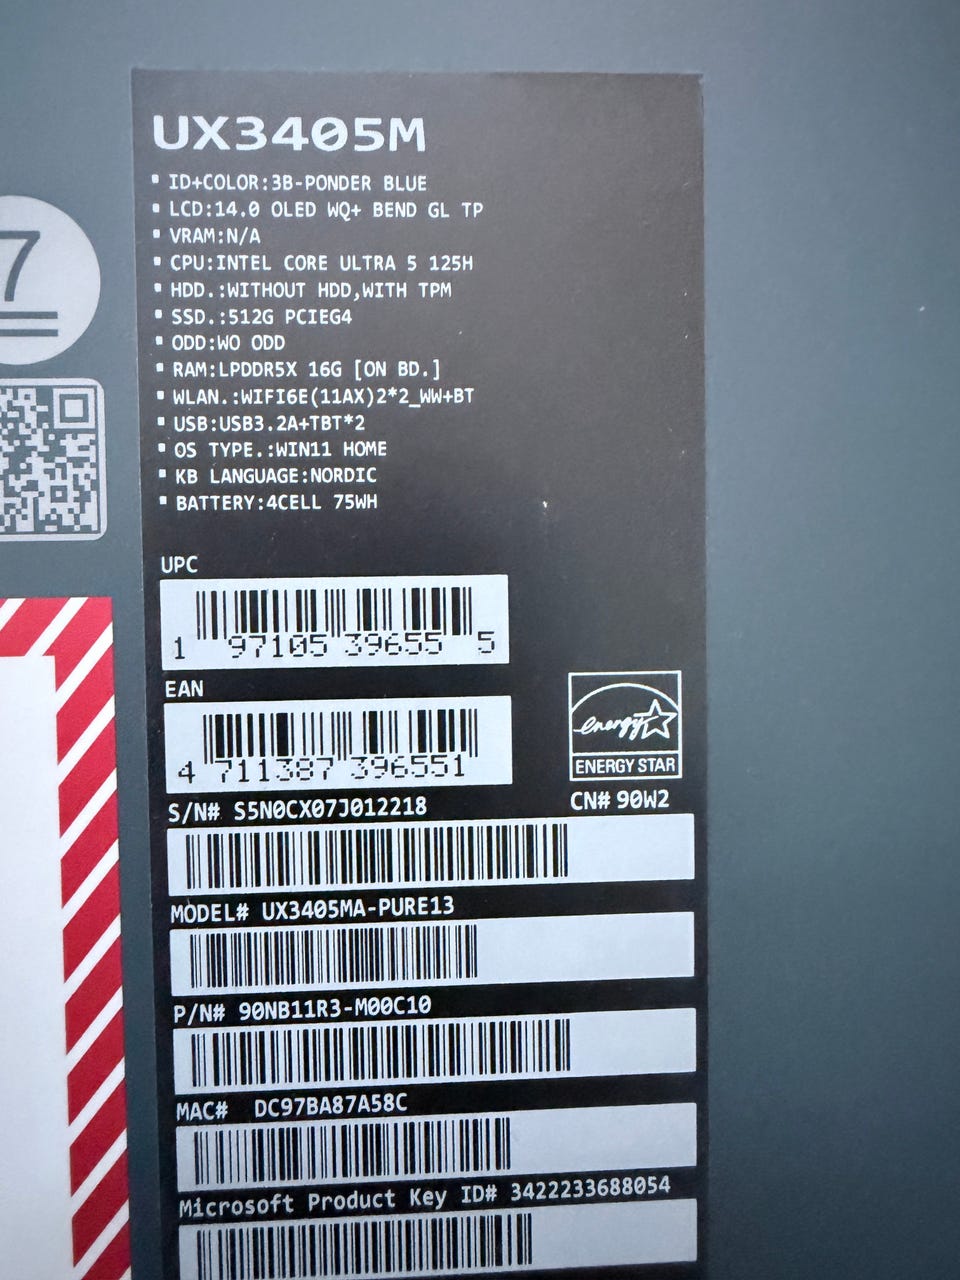 UX3405M
▪ ID+COLOR:3B-PONDER BLUE
▪ LCD:14.0 OLED WQ+ BEND GL TP
▪ VRAM:N/A
▪ CPU:INTEL CORE ULTRA 5 125H
▪ HDD.:WITHOUT HDD,WITH TPM
▪ SSD.:512G PCIEG4
▪ ODD:WO ODD
▪ RAM:LPDDR5X 16G [ON BD.]
▪ WLAN.:WIFI6E(11AX)2*2_WW+BT
▪ USB:USB3.2A+TBT*2
▪ OS TYPE.:WIN11 HOME
▪ KB LANGUAGE:NORDIC
▪ BATTERY:4CELL 75WH
7
UPC
1 97105 39655 5
EAN
4 711387 396551
energy
ENERGY STAR
S/N# S5N0CX07J012218
CN# 90W2
MODEL# UX3405MA-PURE13
P/N# 90NB11R3-M00C10
MAC# DC97BA87A58C
Microsoft Product Key ID# 3422233688054